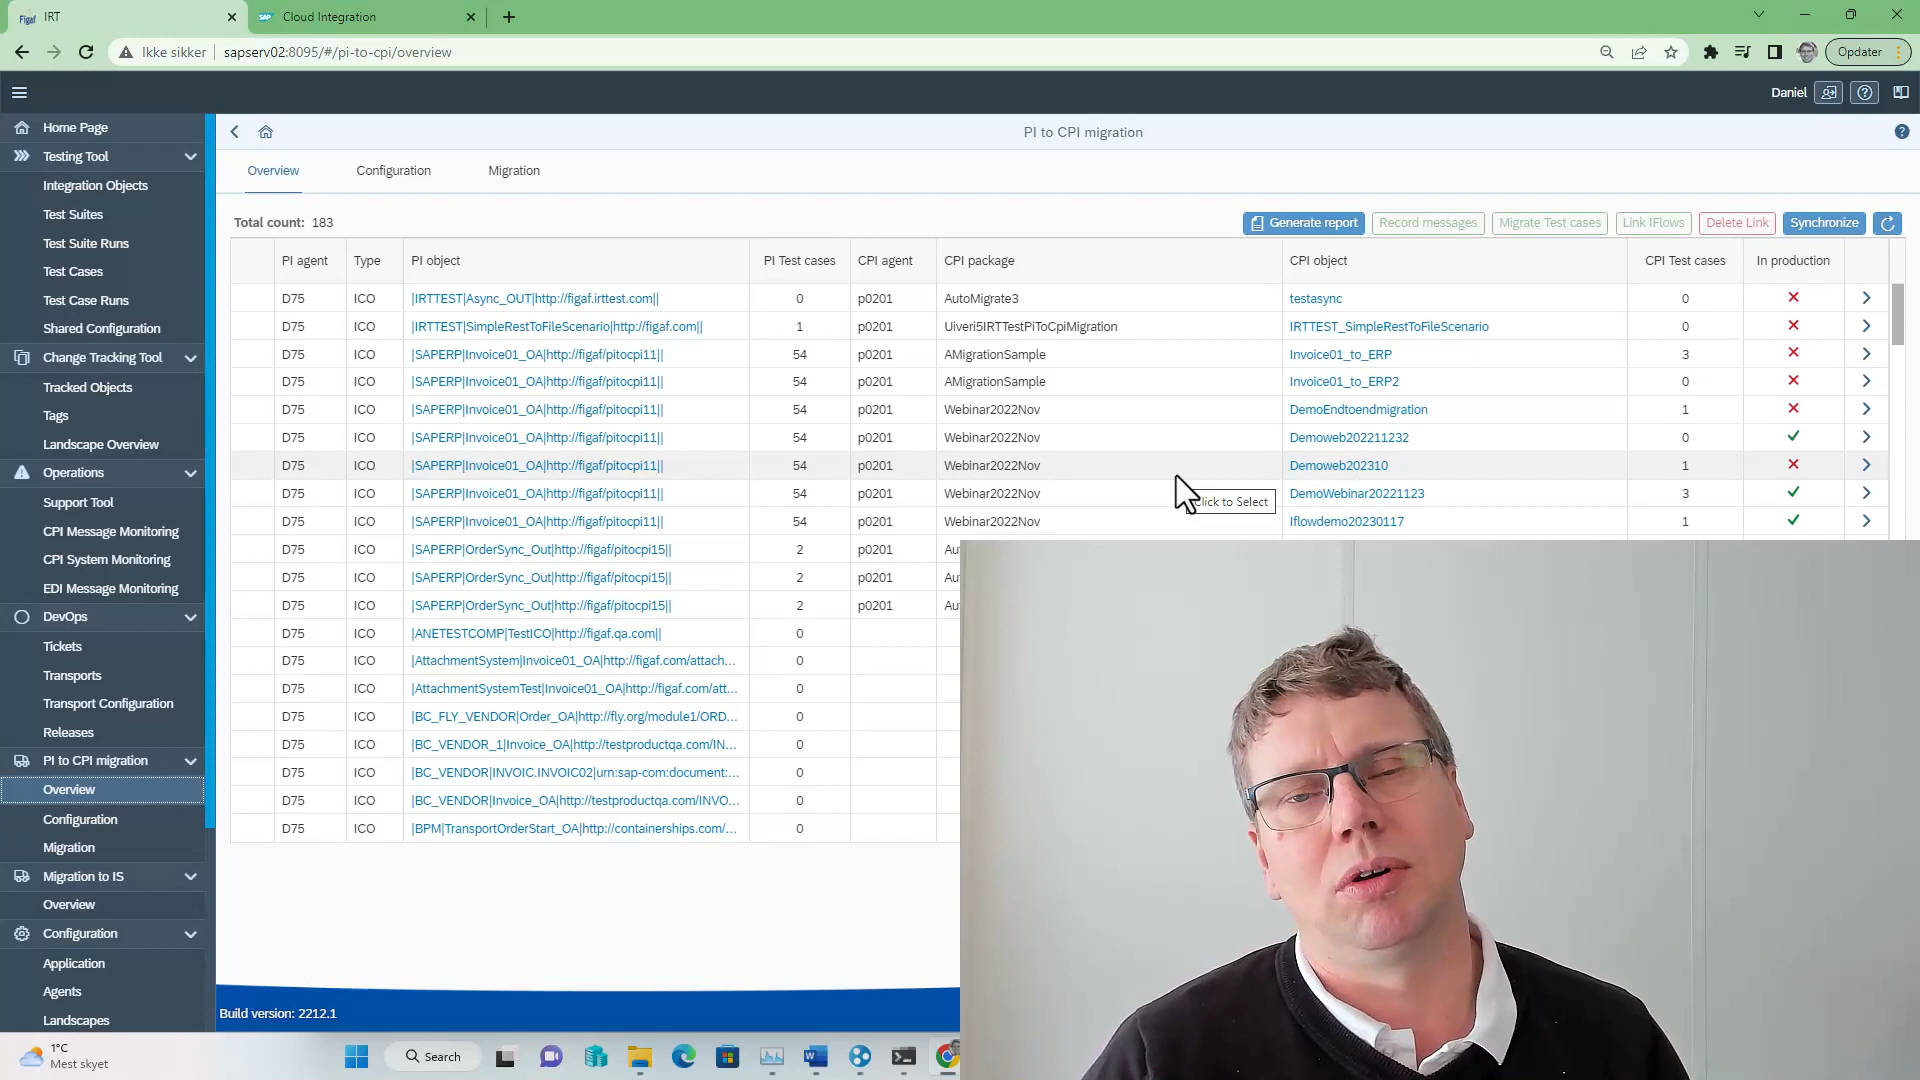 Figaf IRT
SAP Cloud Integration
Ikke sikker sapserv02:8095/#/pi-to-cpi/overview
Opdater
Daniel
Home Page
Testing Tool
Integration Objects
Test Suites
Test Suite Runs
Test Cases
Test Case Runs
Shared Configuration
Change Tracking Tool
Tracked Objects
Tags
Landscape Overview
Operations
Support Tool
CPI Message Monitoring
CPI System Monitoring
EDI Message Monitoring
DevOps
Tickets
Transports
Transport Configuration
Releases
PI to CPI migration
Overview
Configuration
Migration
Migration to IS
Overview
Configuration
Application
Agents
Landscapes
PI to CPI migration
Overview Configuration Migration
Total count: 183
Generate report Record messages Migrate Test cases Link IFlows Delete Link Synchronize
PI agent Type PI object PI Test cases CPI agent CPI package CPI object CPI Test cases In production
D75 ICO |IRTTEST|Async_OUT|http://figaf.irttest.com|| 0 p0201 AutoMigrate3 testasync 0
D75 ICO |IRTTEST|SimpleRestToFileScenario|http://figaf.com|| 1 p0201 Uiveri5IRTTestPiToCpiMigration IRTTEST_SimpleRestToFileScenario 0
D75 ICO |SAPERP|Invoice01_OA|http://figaf/pitocpi11|| 54 p0201 AMigrationSample Invoice01_to_ERP 3
D75 ICO |SAPERP|Invoice01_OA|http://figaf/pitocpi11|| 54 p0201 AMigrationSample Invoice01_to_ERP2 0
D75 ICO |SAPERP|Invoice01_OA|http://figaf/pitocpi11|| 54 p0201 Webinar2022Nov DemoEndtoendmigration 1
D75 ICO |SAPERP|Invoice01_OA|http://figaf/pitocpi11|| 54 p0201 Webinar2022Nov Demoweb202211232 0
D75 ICO |SAPERP|Invoice01_OA|http://figaf/pitocpi11|| 54 p0201 Webinar2022Nov Demoweb202310 1
D75 ICO |SAPERP|Invoice01_OA|http://figaf/pitocpi11|| 54 p0201 Webinar2022Nov DemoWebinar20221123 3
lick to Select
D75 ICO |SAPERP|Invoice01_OA|http://figaf/pitocpi11|| 54 p0201 Webinar2022Nov Iflowdemo20230117 1
D75 ICO |SAPERP|OrderSync_Out|http://figaf/pitocpi15|| 2 p0201 Au
D75 ICO |SAPERP|OrderSync_Out|http://figaf/pitocpi15|| 2 p0201 Au
D75 ICO |SAPERP|OrderSync_Out|http://figaf/pitocpi15|| 2 p0201 Au
D75 ICO |ANETESTCOMP|TestICO|http://figaf.qa.com|| 0
D75 ICO |AttachmentSystem|Invoice01_OA|http://figaf.com/attach... 0
D75 ICO |AttachmentSystemTest|Invoice01_OA|http://figaf.com/att... 0
D75 ICO |BC_FLY_VENDOR|Order_OA|http://fly.org/module1/ORD... 0
D75 ICO |BC_VENDOR_1|Invoice_OA|http://testproductqa.com/IN... 0
D75 ICO |BC_VENDOR|INVOIC.INVOIC02|urn:sap-com:document:... 0
D75 ICO |BC_VENDOR|Invoice_OA|http://testproductqa.com/INVO... 0
D75 ICO |BPM|TransportOrderStart_OA|http://containerships.com/... 0
Build version: 2212.1
1°C
Mest skyet
Search